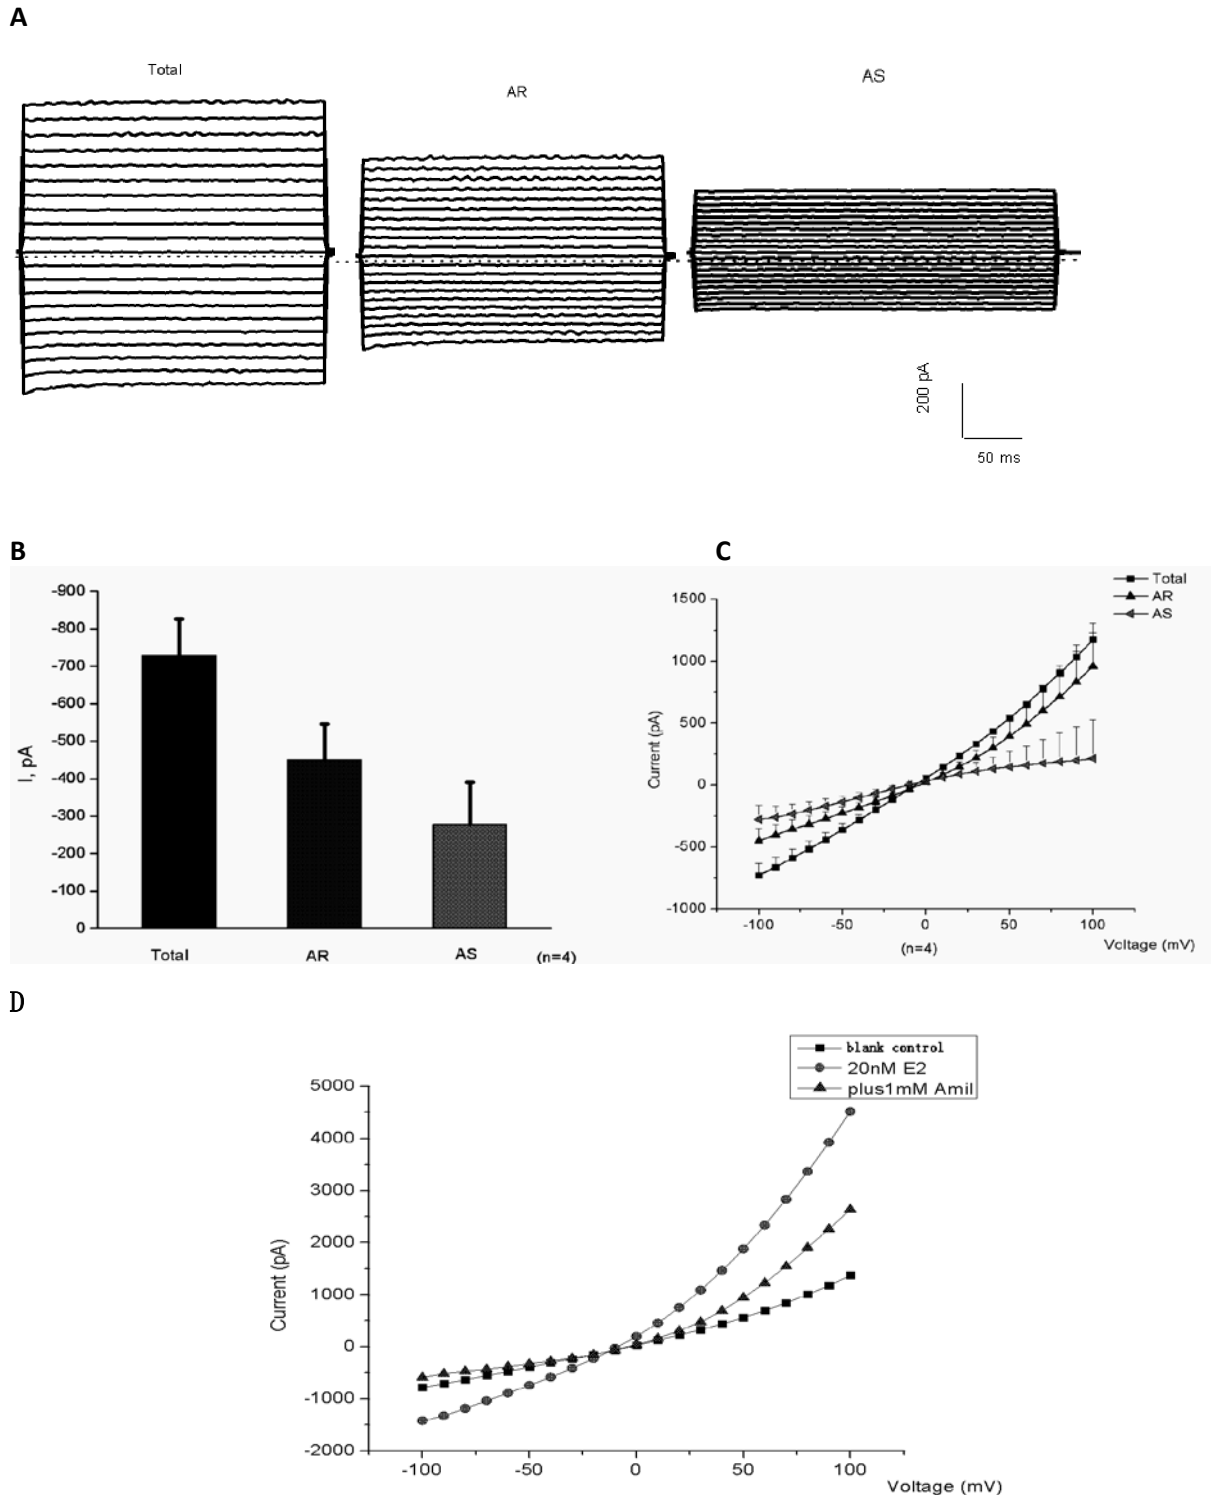 A
Total
AR
AS
200 pA
50 ms
B
-900
-800
-700
-600
-500
-400
-300
-200
-100
0
I, pA
Total AR AS (n=4)
C
Total
AR
AS
1500
1000
500
0
-500
-1000
Current (pA)
-100 -50 0 50 100
(n=4) Voltage (mV)
D
blank control
20nM E2
plus1mM Amil
5000
4000
3000
2000
1000
0
-1000
-2000
Current (pA)
-100 -50 0 50 100
Voltage (mV)